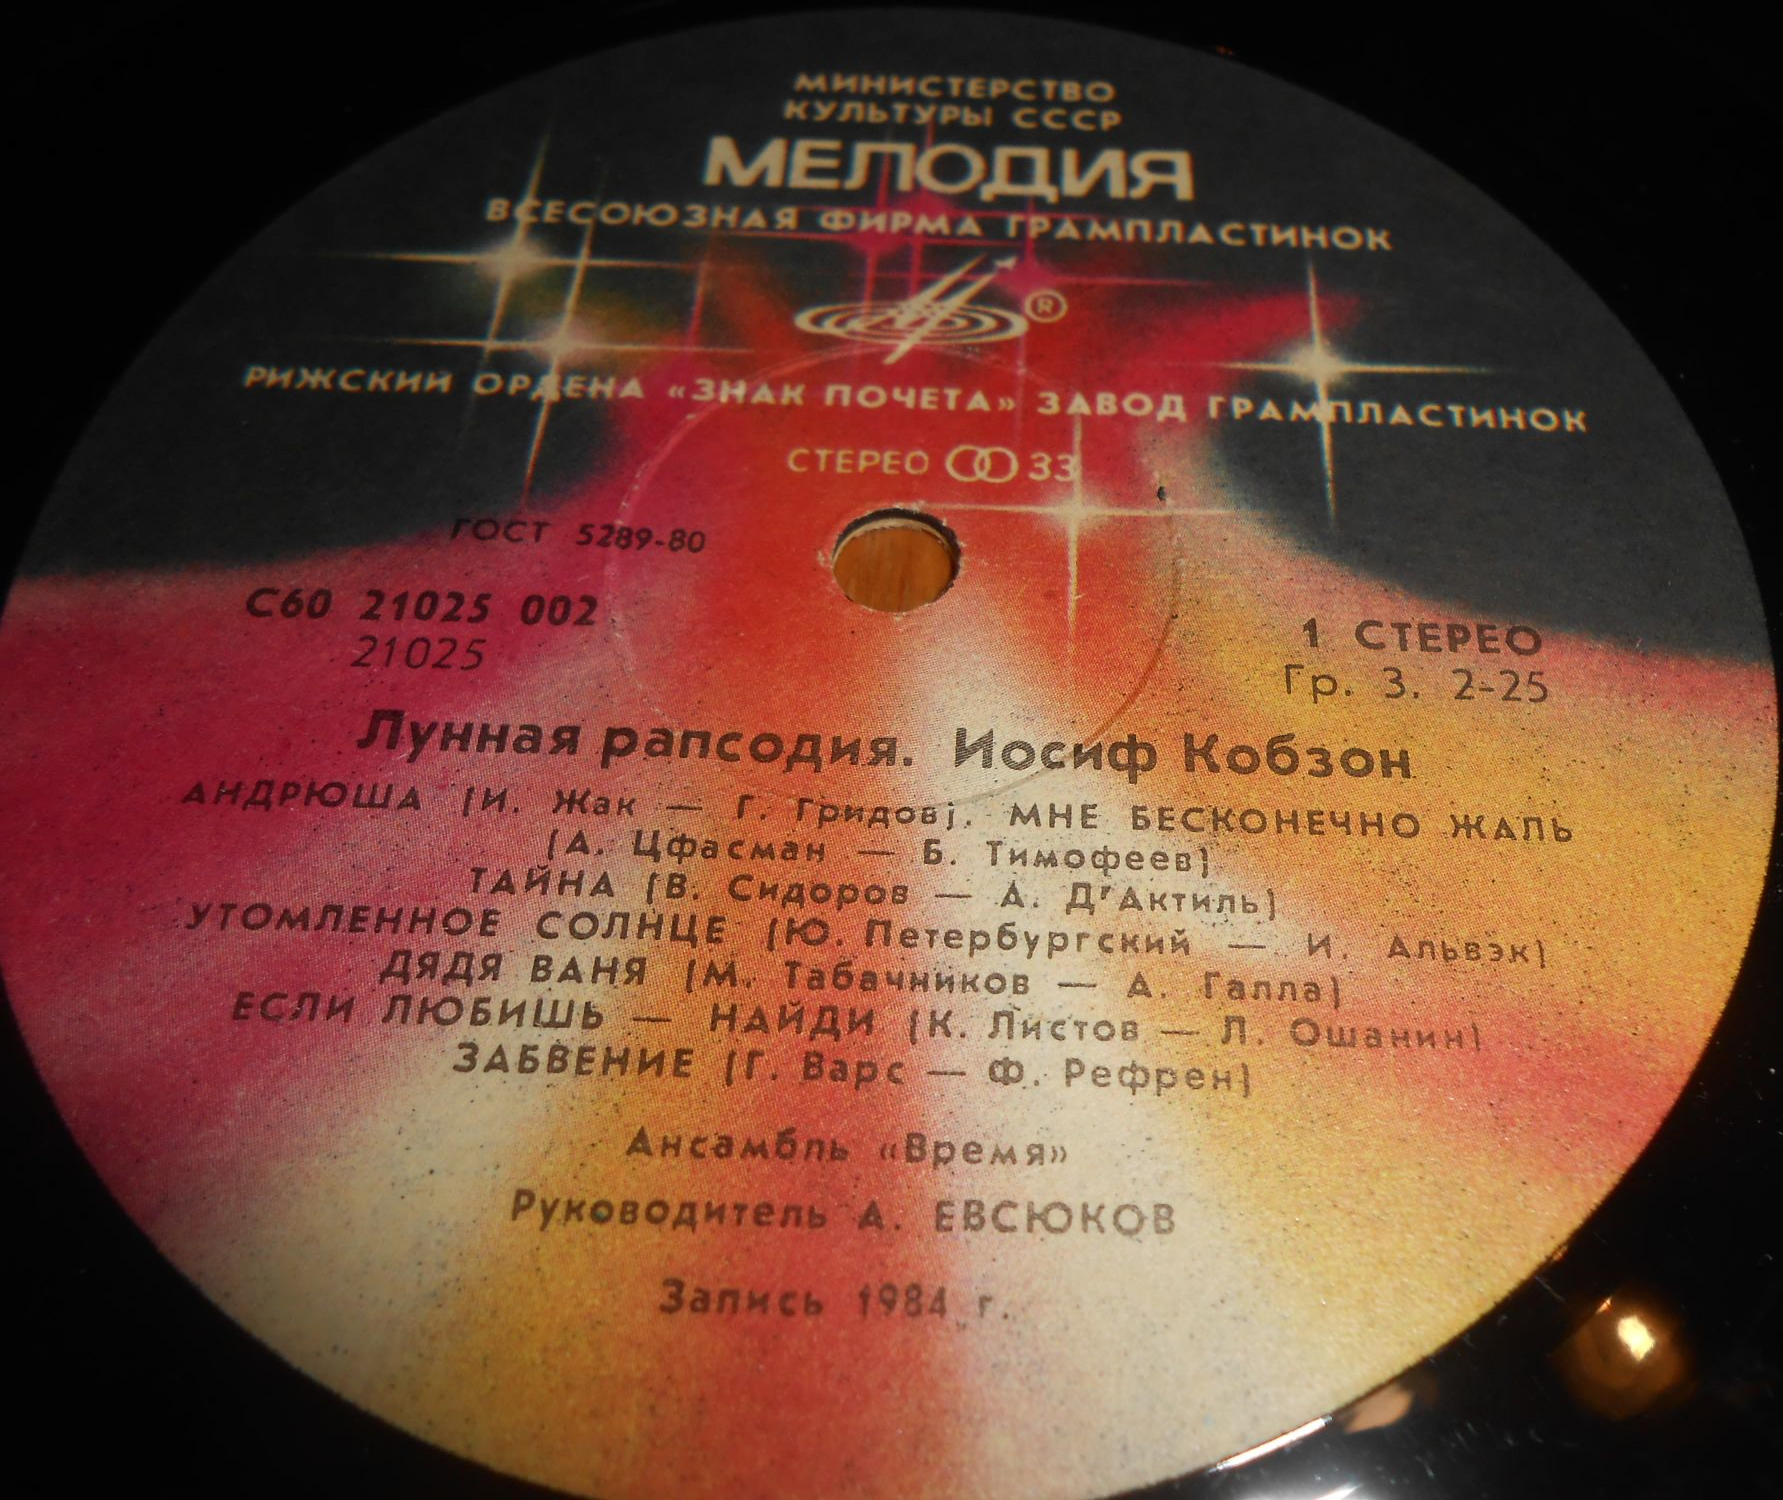 МИНИСТЕРСТВО
КУЛЬТУРЫ СССР
МЕЛОДИЯ
ВСЕСОЮЗНАЯ ФИРМА ГРАМПЛАСТИНОК
®
РИЖСКИЙ ОРДЕНА «ЗНАК ПОЧЕТА» ЗАВОД ГРАМПЛАСТИНОК
СТЕРЕО 33
ГОСТ 5289-80
С60 21025 002
21025
1 СТЕРЕО
Гр. 3. 2-25
Лунная рапсодия. Иосиф Кобзон
АНДРЮША (И. Жак — Г. Гридов). МНЕ БЕСКОНЕЧНО ЖАЛЬ
(А. Цфасман — Б. Тимофеев)
ТАЙНА (В. Сидоров — А. Д'Актиль)
УТОМЛЕННОЕ СОЛНЦЕ (Ю. Петербургский — И. Альвэк)
ДЯДЯ ВАНЯ (М. Табачников — А. Галла)
ЕСЛИ ЛЮБИШЬ — НАЙДИ (К. Листов — Л. Ошанин)
ЗАБВЕНИЕ (Г. Варс — Ф. Рефрен)
Ансамбль «Время»
Руководитель А. ЕВСЮКОВ
Запись 1984 г.